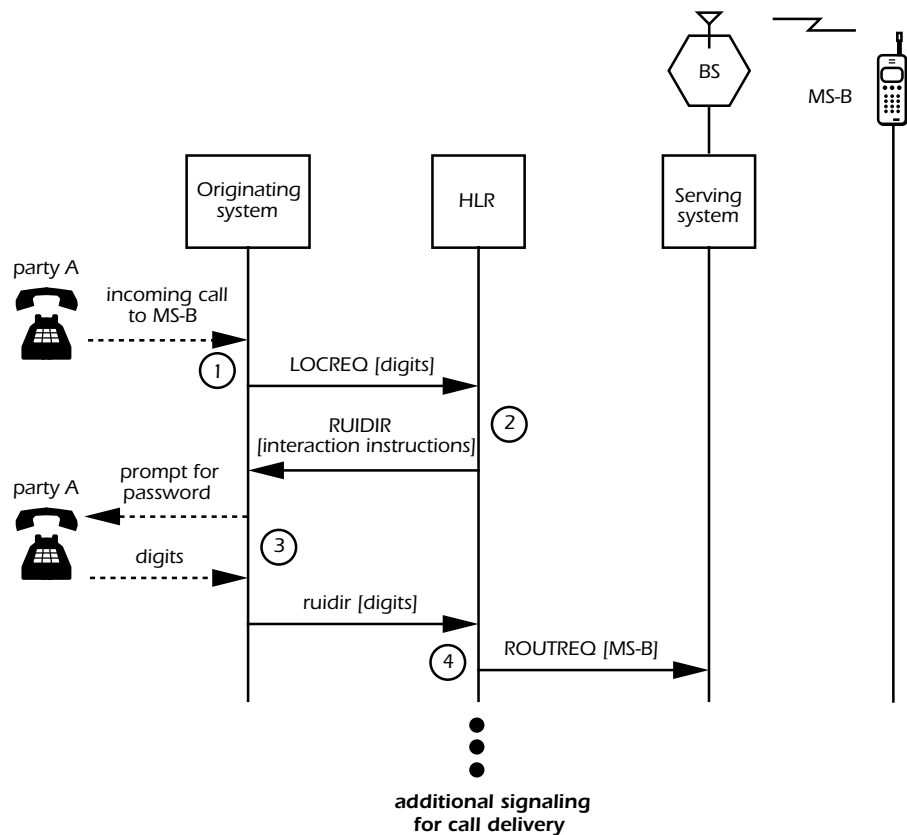 BS
MS-B
Originating
system
HLR
Serving
system
party A
incoming call
to MS-B
1
LOCREQ [digits]
2
RUIDIR
[interaction instructions]
prompt for
password
party A
3
digits
ruidir [digits]
4
ROUTREQ [MS-B]
additional signaling
for call delivery